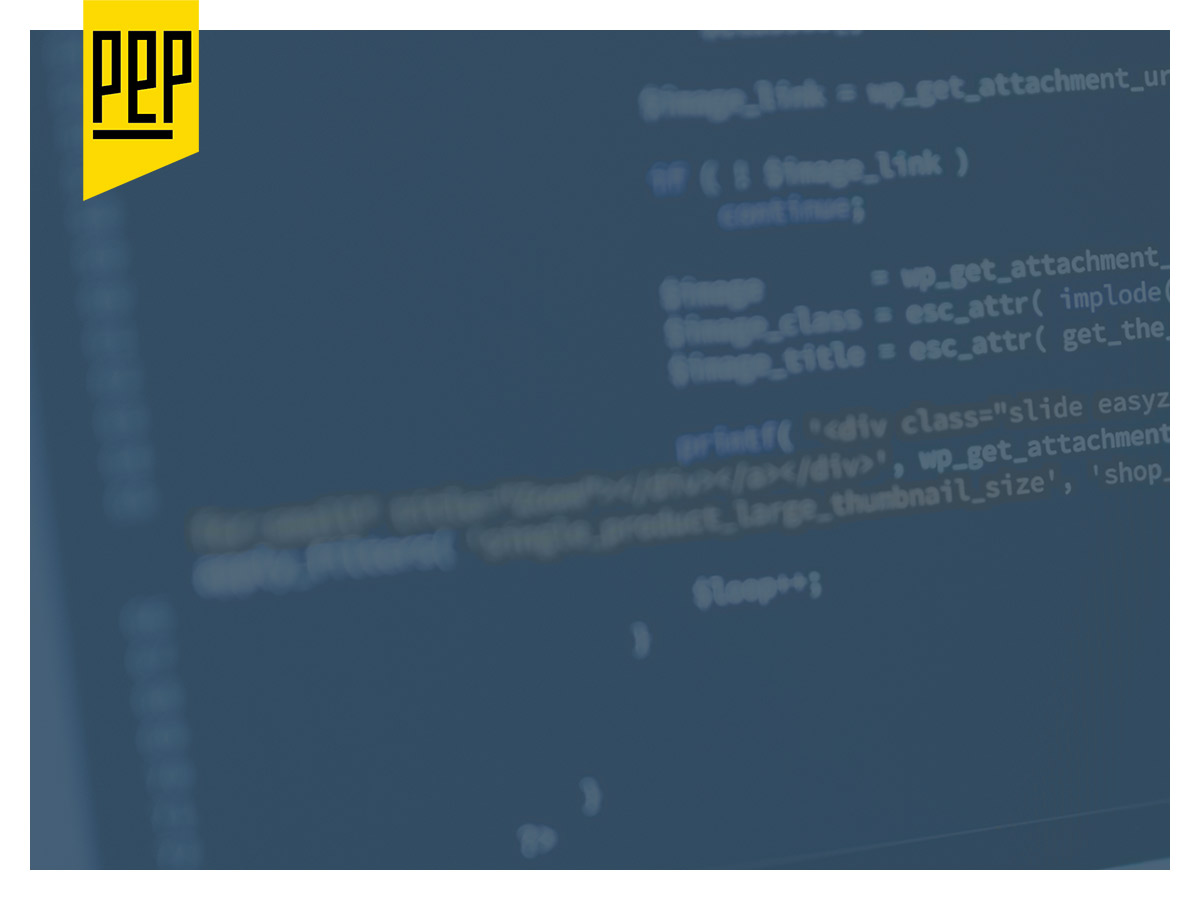 PEP
$image_link = wp_get_attachment_ur
if ( ! $image_link )
continue;
$image = wp_get_attachment_
$image_class = esc_attr( implode(
$image_title = esc_attr( get_the_
printf( '<div class="slide easyz
></div></a></div>', wp_get_attachment
'single_product_large_thumbnail_size', 'shop_
$loop++;
}
}
?>